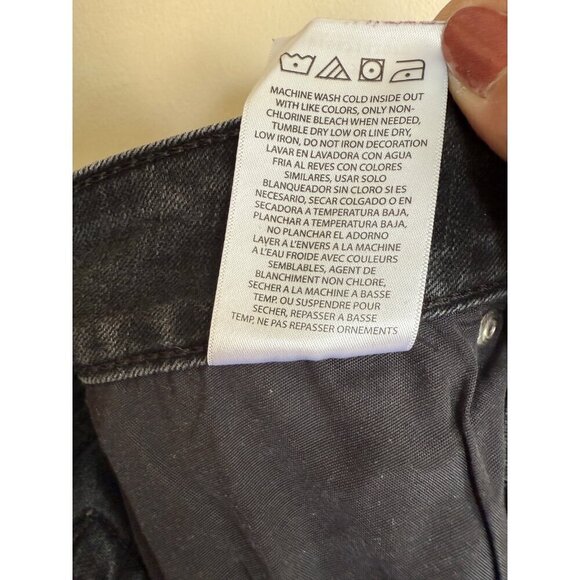 MACHINE WASH COLD INSIDE OUT
WITH LIKE COLORS, ONLY NON-
CHLORINE BLEACH WHEN NEEDED,
TUMBLE DRY LOW OR LINE DRY,
LOW IRON, DO NOT IRON DECORATION
LAVAR EN LAVADORA CON AGUA
FRIA AL REVES CON COLORES
SIMILARES, USAR SOLO
BLANQUEADOR SIN CLORO SI ES
NECESARIO, SECAR COLGADO O EN
SECADORA A TEMPERATURA BAJA,
PLANCHAR A TEMPERATURA BAJA,
NO PLANCHAR EL ADORNO
LAVER A L'ENVERS A LA MACHINE
A L'EAU FROIDE AVEC COULEURS
SEMBLABLES, AGENT DE
BLANCHIMENT NON CHLORE,
SECHER A LA MACHINE A BASSE
TEMP. OU SUSPENDRE POUR
SECHER, REPASSER A BASSE
TEMP. NE PAS REPASSER ORNEMENTS